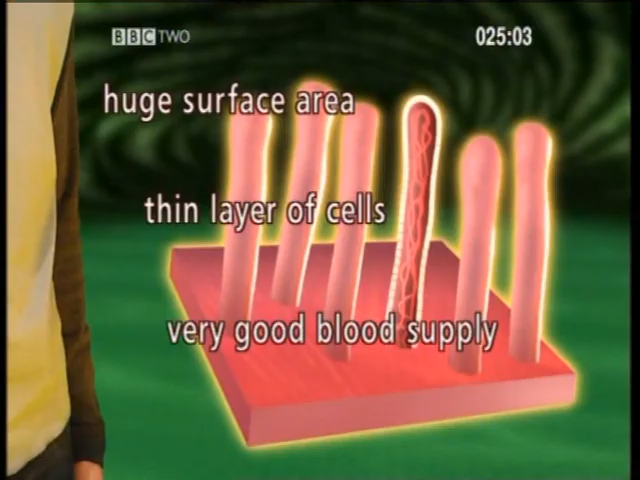 BBC TWO
025:03
huge surface area
thin layer of cells
very good blood supply